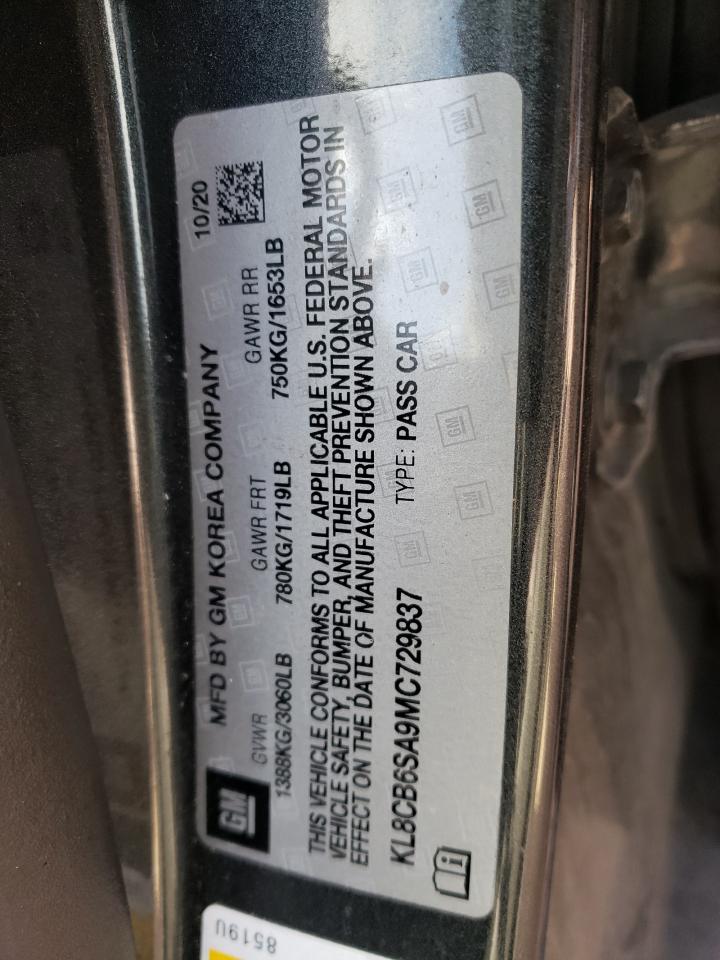 GM
MFD BY GM KOREA COMPANY 10/20
GVWR GAWR FRT GAWR RR
1388KG/3060LB 780KG/1719LB 750KG/1653LB
THIS VEHICLE CONFORMS TO ALL APPLICABLE U.S. FEDERAL MOTOR
VEHICLE SAFETY, BUMPER, AND THEFT PREVENTION STANDARDS IN
EFFECT ON THE DATE OF MANUFACTURE SHOWN ABOVE.
KL8CB6SA9MC729837 TYPE: PASS CAR
i
8519U